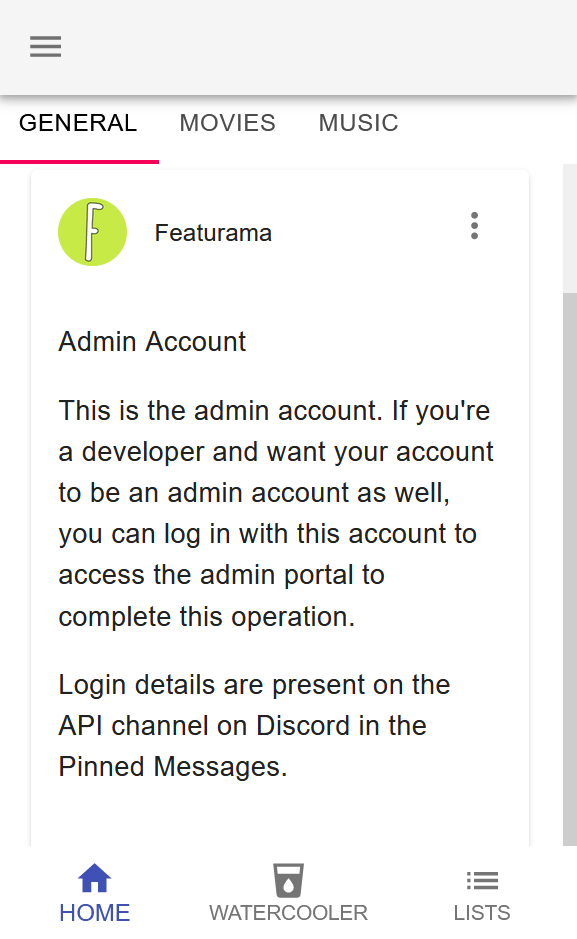 GENERAL MOVIES MUSIC
F
Featurama
Admin Account
This is the admin account. If you're
a developer and want your account
to be an admin account as well,
you can log in with this account to
access the admin portal to
complete this operation.
Login details are present on the
API channel on Discord in the
Pinned Messages.
HOME WATERCOOLER LISTS